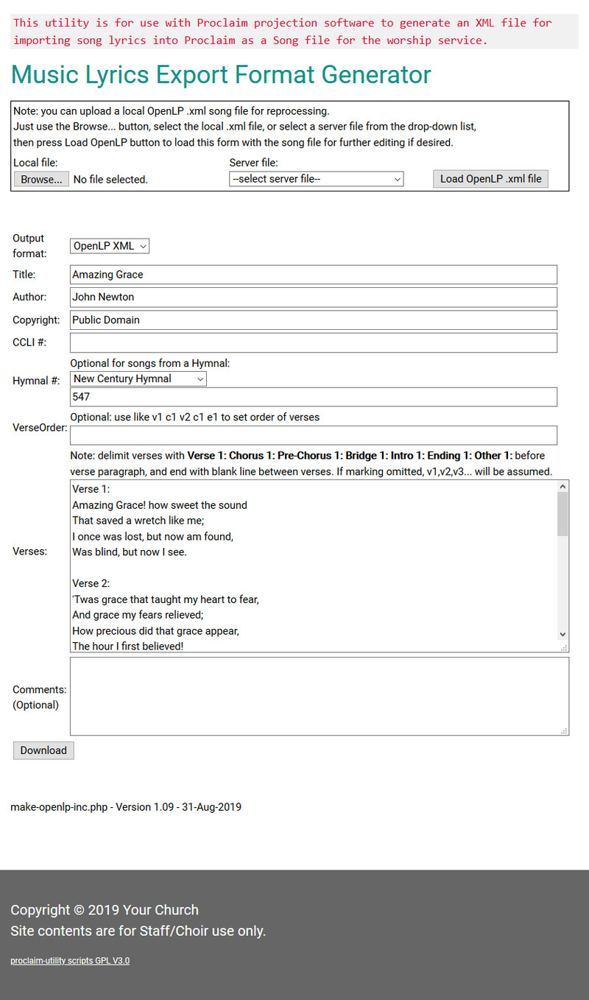 This utility is for use with Proclaim projection software to generate an XML file for
importing song lyrics into Proclaim as a Song file for the worship service.
Music Lyrics Export Format Generator
Note: you can upload a local OpenLP .xml song file for reprocessing.
Just use the Browse... button, select the local .xml file, or select a server file from the drop-down list,
then press Load OpenLP button to load this form with the song file for further editing if desired.
Local file: Server file:
Browse... No file selected. --select server file-- Load OpenLP .xml file
Output
format:
OpenLP XML
Title: Amazing Grace
Author: John Newton
Copyright: Public Domain
CCLI #:
Optional for songs from a Hymnal:
Hymnal #:
New Century Hymnal
547
Optional: use like v1 c1 v2 c1 e1 to set order of verses
VerseOrder:
Note: delimit verses with Verse 1: Chorus 1: Pre-Chorus 1: Bridge 1: Intro 1: Ending 1: Other 1: before
verse paragraph, and end with blank line between verses. If marking omitted, v1,v2,v3... will be assumed.
Verses:
Verse 1:
Amazing Grace! how sweet the sound
That saved a wretch like me;
I once was lost, but now am found,
Was blind, but now I see.
Verse 2:
'Twas grace that taught my heart to fear,
And grace my fears relieved;
How precious did that grace appear,
The hour I first believed!
Comments:
(Optional)
Download
make-openlp-inc.php - Version 1.09 - 31-Aug-2019
Copyright © 2019 Your Church
Site contents are for Staff/Choir use only.
proclaim-utility scripts GPL V3.0